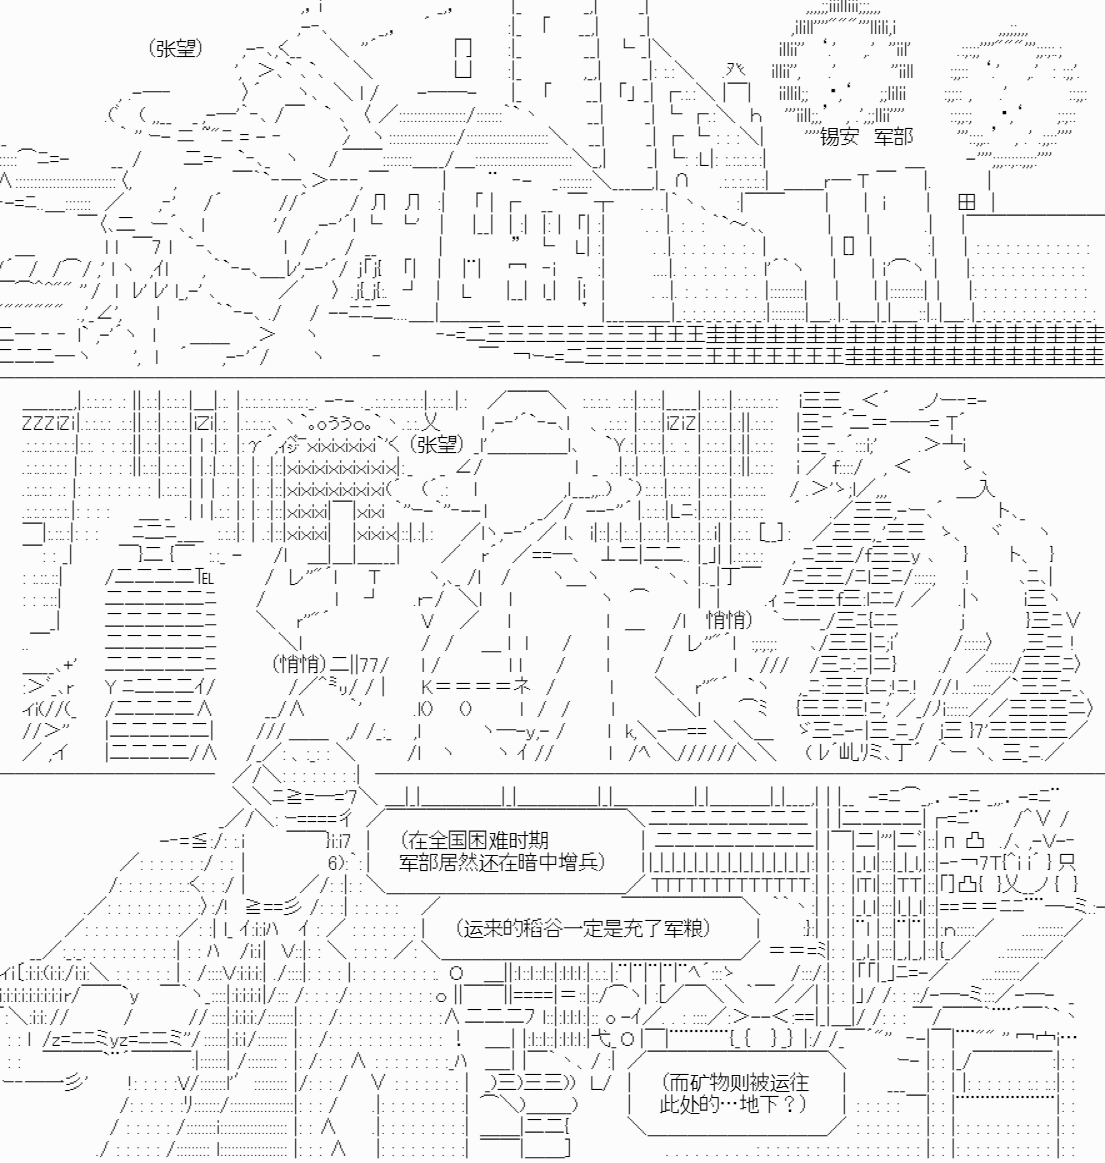 （张望）
锡安　军部
（张望）
（悄悄）
（悄悄）
（在全国困难时期
军部居然还在暗中增兵）
（运来的稻谷一定是充了军粮）
（而矿物则被运往
此处的…地下？）